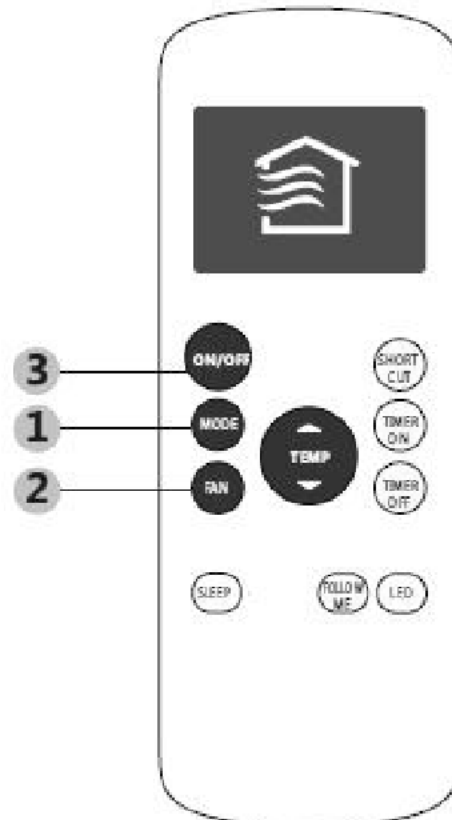 3
ON/OFF
SHORT
CUT
1
MODE
TIMER
ON
TEMP
2
FAN
TIMER
OFF
SLEEP
FOLLOW
ME
LED